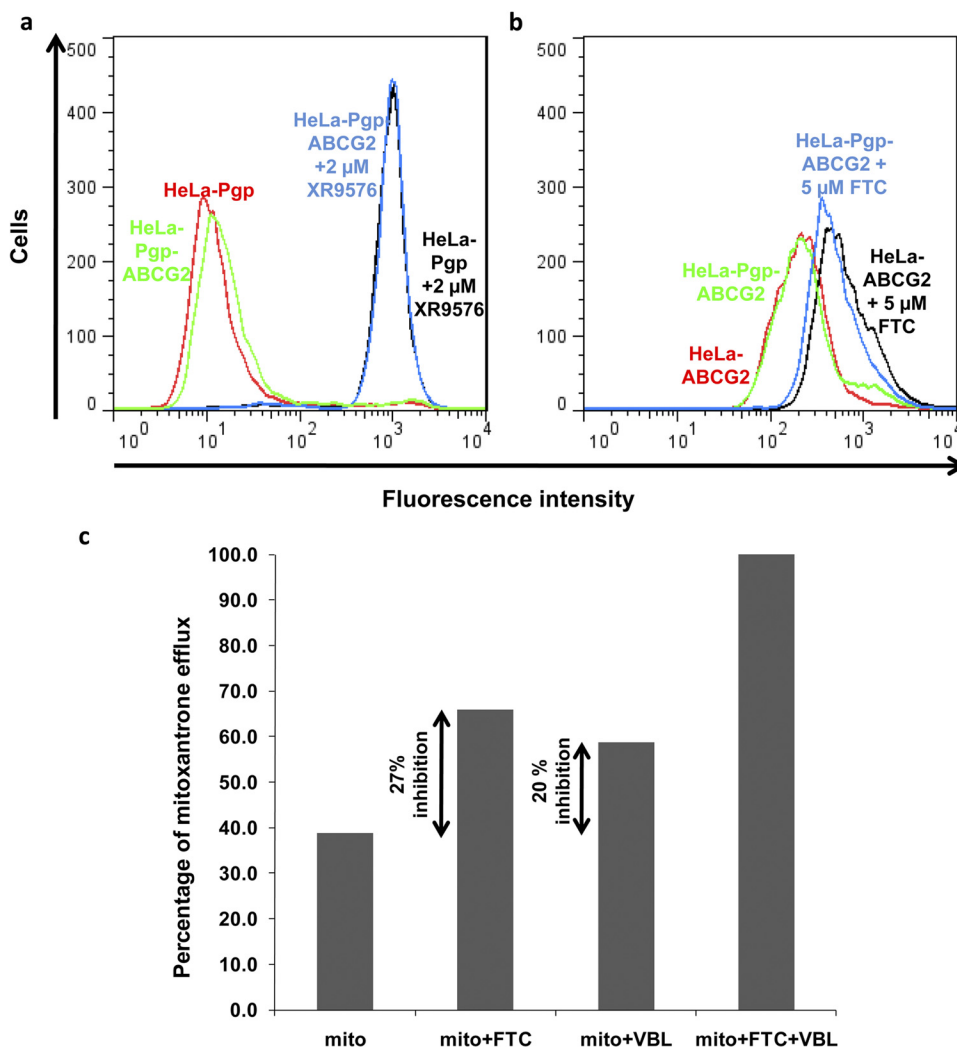 a
b
500
400
300
200
100
0
Cells
HeLa-Pgp
HeLa-
Pgp-
ABCG2
HeLa-Pgp
ABCG2
+2 µM
XR9576
HeLa-
Pgp
+2 µM
XR9576
10^0
10^1
10^2
10^3
10^4
500
400
300
200
100
0
HeLa-Pgp-
ABCG2 +
5 µM FTC
HeLa-Pgp-
ABCG2
HeLa-
ABCG2
HeLa-
ABCG2
+ 5 µM
FTC
10^0
10^1
10^2
10^3
10^4
Fluorescence intensity
c
Percentage of mitoxantrone efflux
100.0
90.0
80.0
70.0
60.0
50.0
40.0
30.0
20.0
10.0
0.0
27%
inhibition
20 %
inhibition
mito
mito+FTC
mito+VBL
mito+FTC+VBL